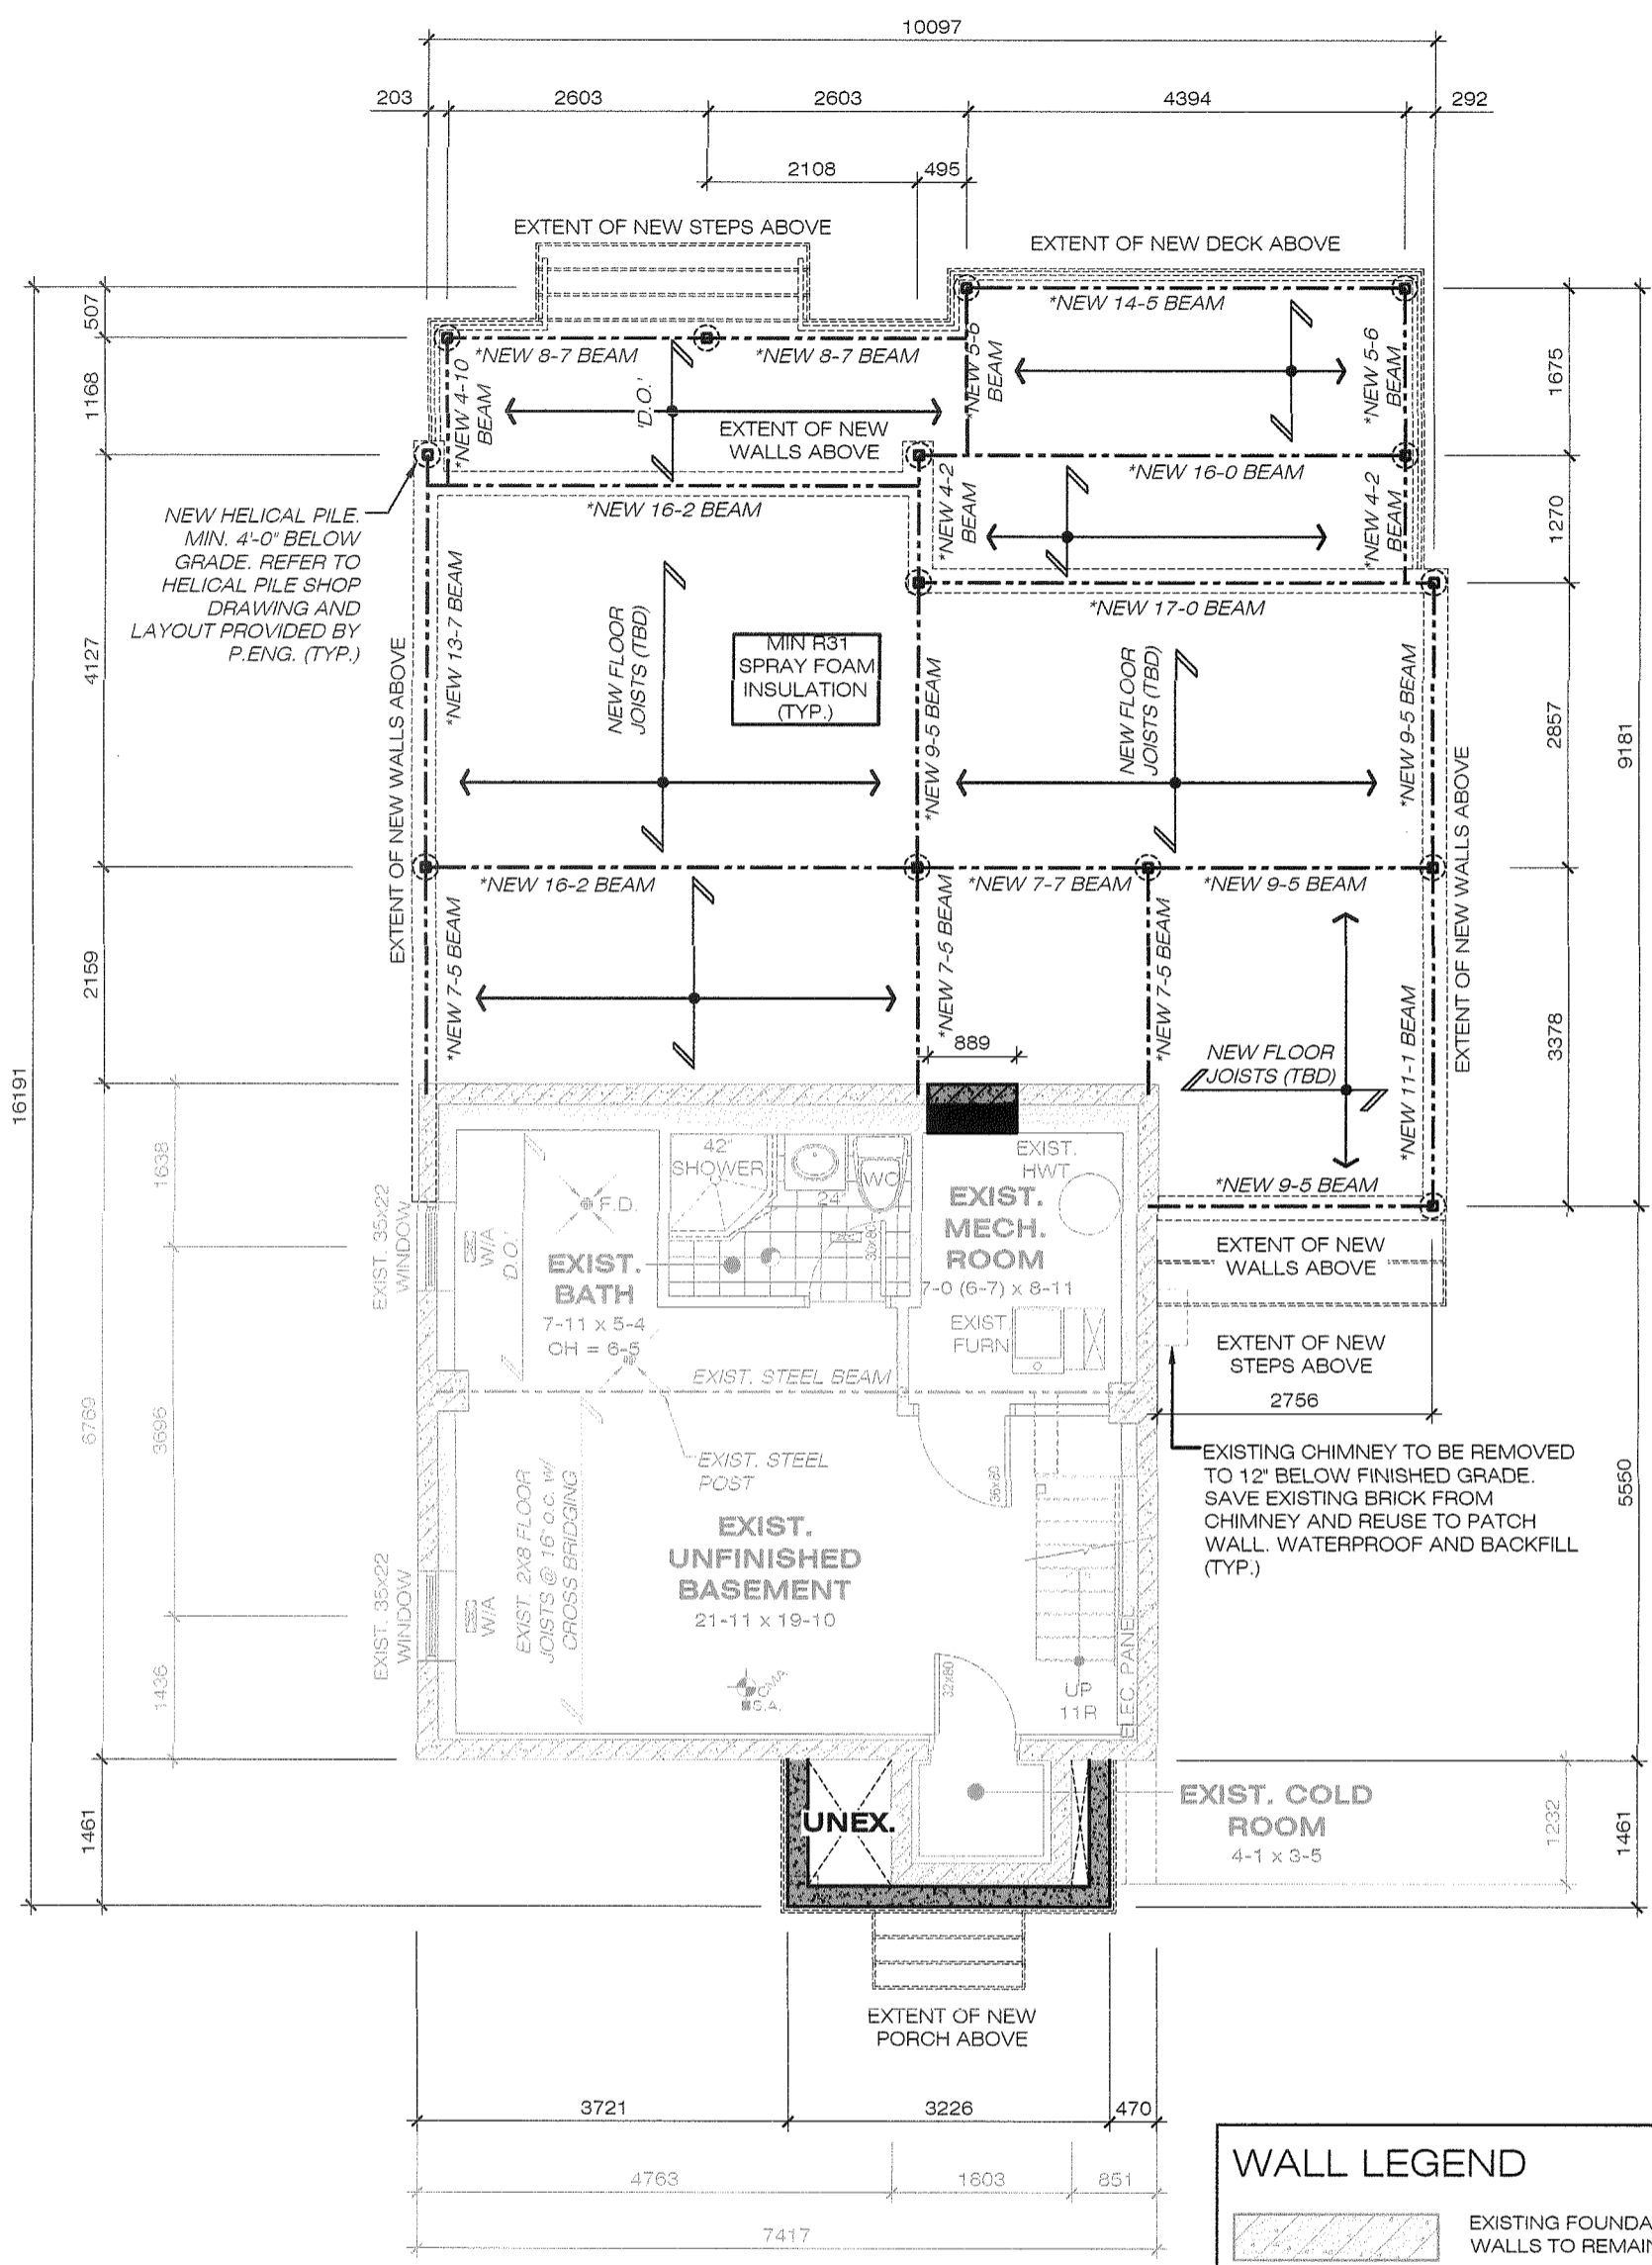 10097
203
2603
2603
4394
292
2108
495
EXTENT OF NEW STEPS ABOVE
EXTENT OF NEW DECK ABOVE
507
1168
4127
2159
16191
*NEW 14-5 BEAM
*NEW 8-7 BEAM
*NEW 8-7 BEAM
*NEW 4-10
BEAM
'D.O.'
*NEW 5-6
BEAM
*NEW 5-6
BEAM
EXTENT OF NEW
WALLS ABOVE
*NEW 16-0 BEAM
*NEW 16-2 BEAM
*NEW 4-2
BEAM
*NEW 4-2
BEAM
1675
1270
2857
3378
9181
NEW HELICAL PILE.
MIN. 4'-0" BELOW
GRADE. REFER TO
HELICAL PILE SHOP
DRAWING AND
LAYOUT PROVIDED BY
P.ENG. (TYP.)
*NEW 17-0 BEAM
*NEW 13-7 BEAM
NEW FLOOR
JOISTS (TBD)
MIN R31
SPRAY FOAM
INSULATION
(TYP.)
*NEW 9-5 BEAM
NEW FLOOR
JOISTS (TBD)
*NEW 9-5 BEAM
EXTENT OF NEW WALLS ABOVE
EXTENT OF NEW WALLS ABOVE
*NEW 16-2 BEAM
*NEW 7-7 BEAM
*NEW 9-5 BEAM
*NEW 7-5 BEAM
*NEW 7-5 BEAM
*NEW 7-5 BEAM
*NEW 11-1 BEAM
889
NEW FLOOR
JOISTS (TBD)
*NEW 9-5 BEAM
EXTENT OF NEW
WALLS ABOVE
EXTENT OF NEW
STEPS ABOVE
2756
42"
SHOWER
WC
24
30x80
EXIST.
HWT
F.D.
W/A
'D.O.'
EXIST.
BATH
7-11 x 5-4
OH = 6-5
EXIST.
MECH.
ROOM
7-0 (6-7) x 8-11
EXIST.
FURN
EXIST. 35x22
WINDOW
1638
3696
1436
6769
EXIST. STEEL BEAM
EXIST. STEEL
POST
36x80
EXISTING CHIMNEY TO BE REMOVED
TO 12" BELOW FINISHED GRADE.
SAVE EXISTING BRICK FROM
CHIMNEY AND REUSE TO PATCH
WALL. WATERPROOF AND BACKFILL
(TYP.)
5550
EXIST 2X8 FLOOR
JOISTS @ 16" o.c. w/
CROSS BRIDGING
EXIST.
UNFINISHED
BASEMENT
21-11 x 19-10
EXIST. 35x22
WINDOW
W/A
S.A.
32x80
UP
11R
ELEC. PANEL
1461
UNEX.
EXIST. COLD
ROOM
4-1 x 3-5
1232
1461
EXTENT OF NEW
PORCH ABOVE
3721
3226
470
4763
1803
851
7417
WALL LEGEND
EXISTING FOUNDA
WALLS TO REMAIN